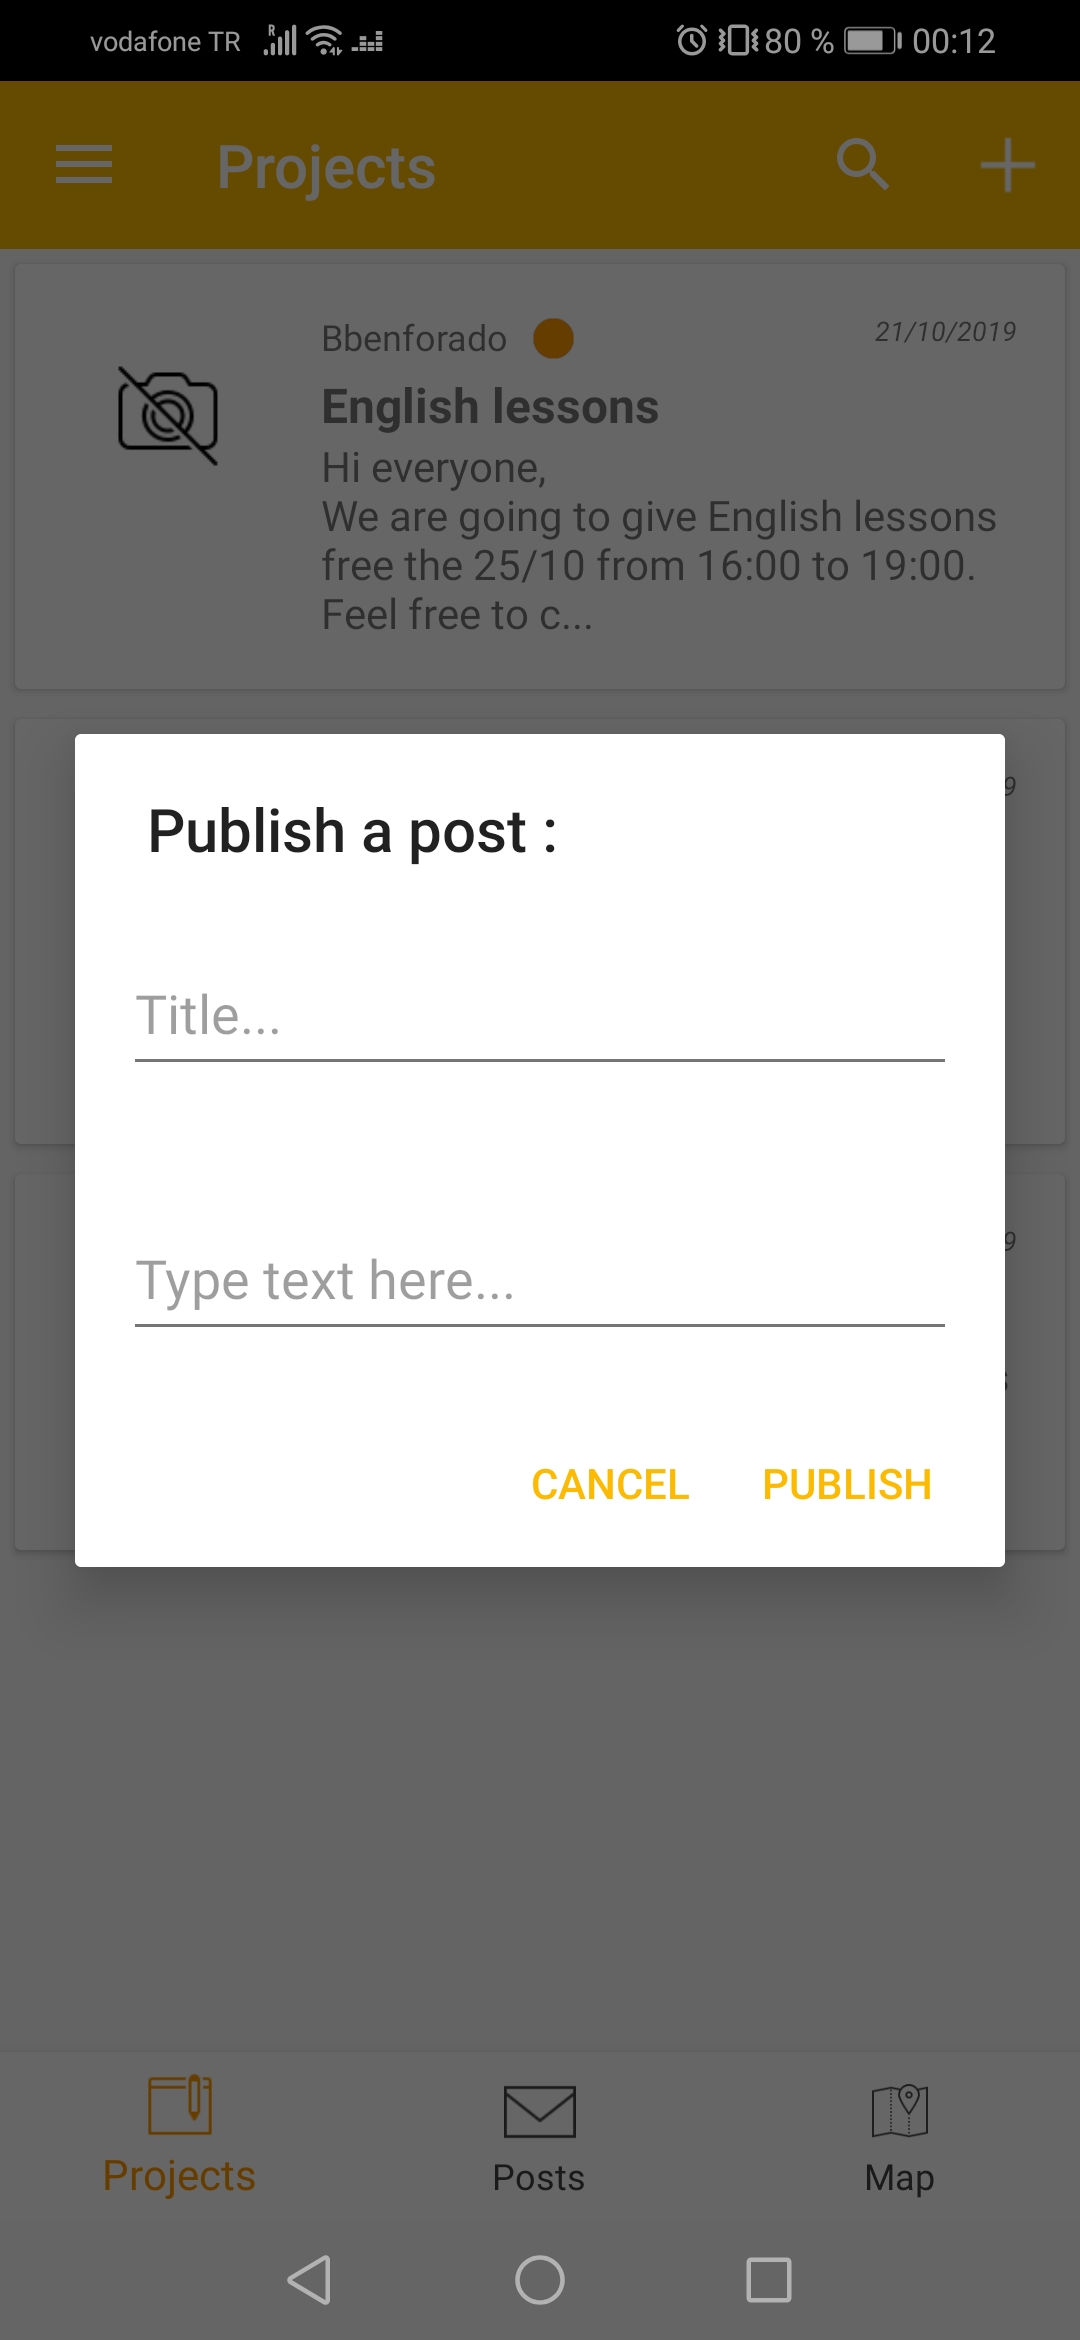 vodafone TR R 80 % 00:12
Projects
Bbenforado 21/10/2019
English lessons
Hi everyone,
We are going to give English lessons
free the 25/10 from 16:00 to 19:00.
Feel free to c...
9
Publish a post :
Title...
9
Type text here...
CANCEL PUBLISH
Projects Posts Map